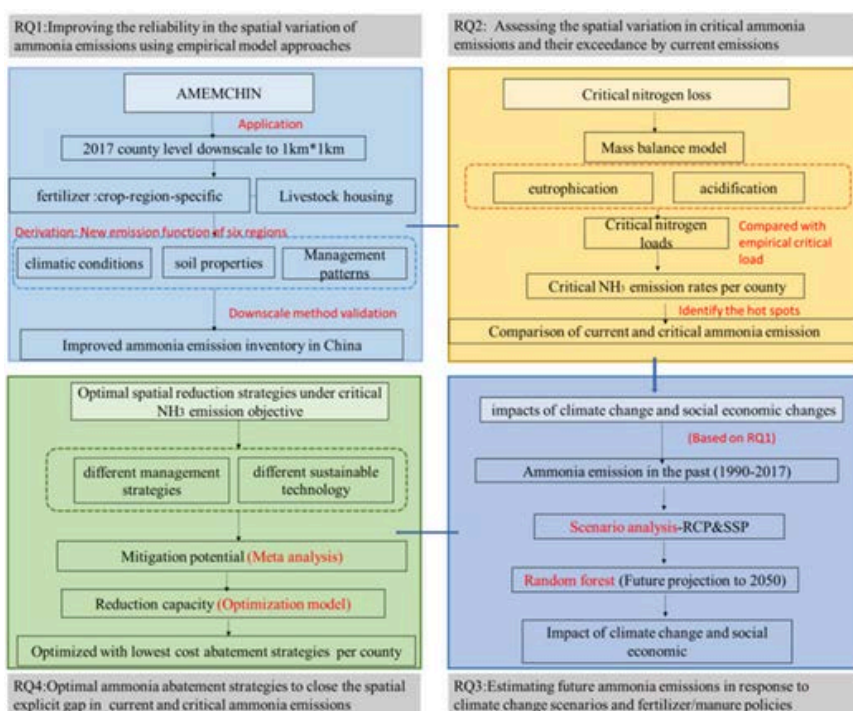 RQ1:Improving the reliability in the spatial variation of
ammonia emissions using empirical model approaches
AMEMCHIN
Application
2017 county level downscale to 1km*1km
fertilizer :crop-region-specific
Livestock housing
Derivation: New emission function of six regions
climatic conditions
soil properties
Management
patterns
Downscale method validation
Improved ammonia emission inventory in China
RQ2: Assessing the spatial variation in critical ammonia
emissions and their exceedance by current emissions
Critical nitrogen loss
Mass balance model
eutrophication
acidification
Critical nitrogen
loads
Compared with
empirical critical
load
Critical NH3 emission rates per county
Identify the hot spots
Comparison of current and critical ammonia emission
Optimal spatial reduction strategies under critical
NH3 emission objective
different management
strategies
different sustainable
technology
Mitigation potential (Meta analysis)
Reduction capacity (Optimization model)
Optimized with lowest cost abatement strategies per county
RQ4:Optimal ammonia abatement strategies to close the spatial
explicit gap in current and critical ammonia emissions
impacts of climate change and social economic changes
(Based on RQ1)
Ammonia emission in the past (1990-2017)
Scenario analysis-RCP&SSP
Random forest (Future projection to 2050)
Impact of climate change and social
economic
RQ3:Estimating future ammonia emissions in response to
climate change scenarios and fertilizer/manure policies